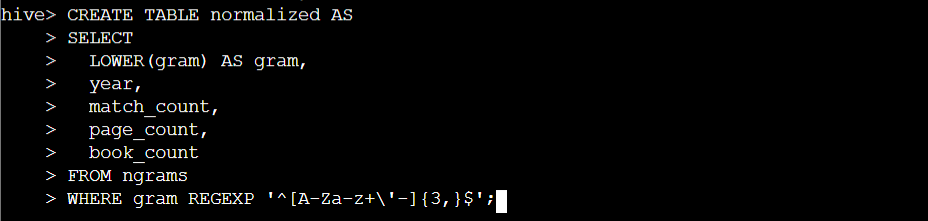 hive> CREATE TABLE normalized AS
    > SELECT
    >   LOWER(gram) AS gram,
    >   year,
    >   match_count,
    >   page_count,
    >   book_count
    > FROM ngrams
    > WHERE gram REGEXP '^[A-Za-z+\'-]{3,}$';